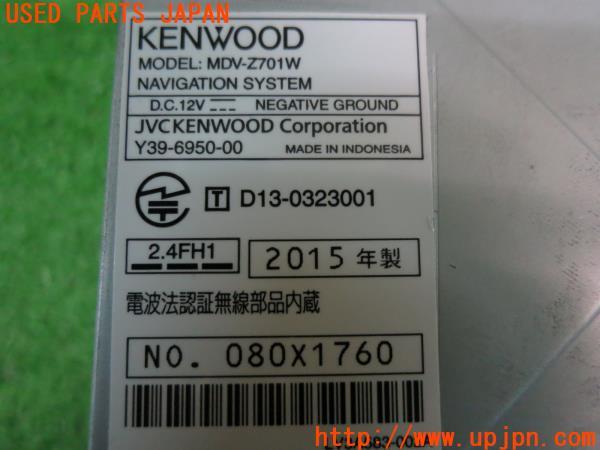 USED PARTS JAPAN
KENWOOD
MODEL: MDV-Z701W
NAVIGATION SYSTEM
D.C.12V NEGATIVE GROUND
JVCKENWOOD Corporation
Y39-6950-00 MADE IN INDONESIA
T D13-0323001
2.4FH1 2015 年製
電波法認証無線部品内蔵
NO. 080X1760
http://www.upjpn.com